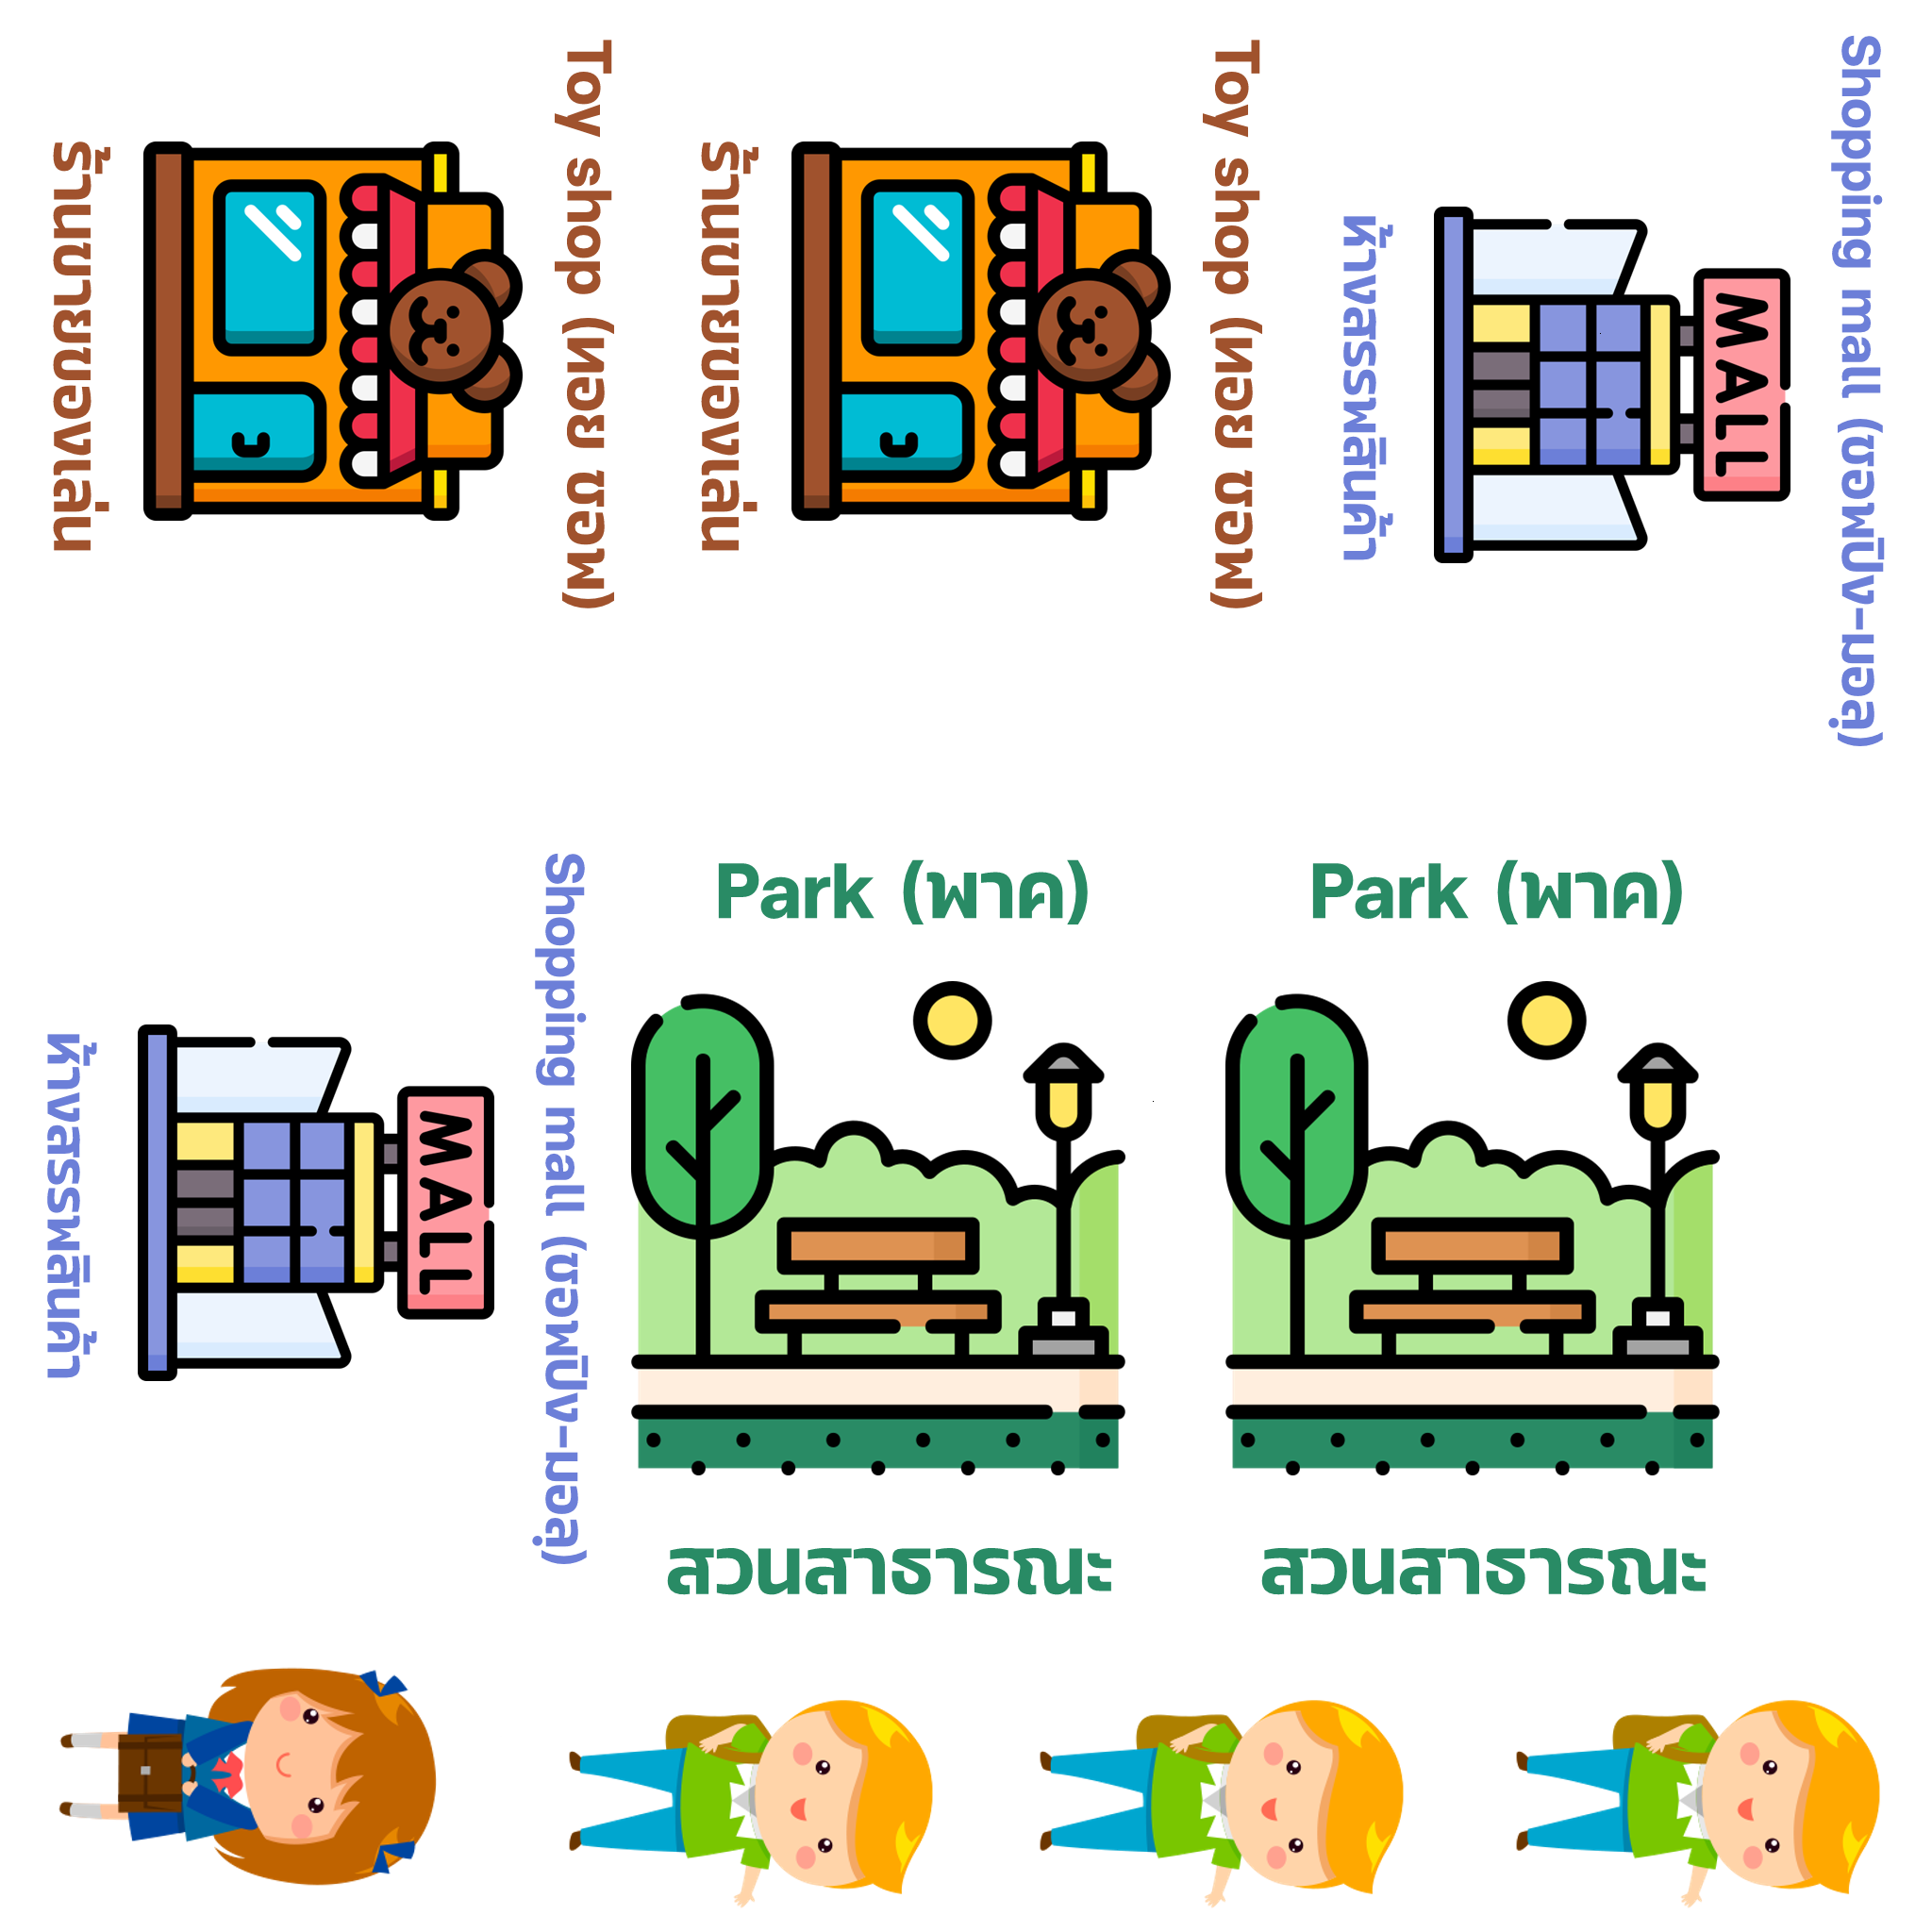 Toy shop (ทอย ชอพ)
ร้านขายของเล่น
Toy shop (ทอย ชอพ)
ร้านขายของเล่น
Shopping mall (ชอพปิง-มอลฺ)
MALL
ห้างสรรพสินค้า
Shopping mall (ชอพปิง-มอลฺ)
MALL
ห้างสรรพสินค้า
Park (พาค)
สวนสาธารณะ
Park (พาค)
สวนสาธารณะ